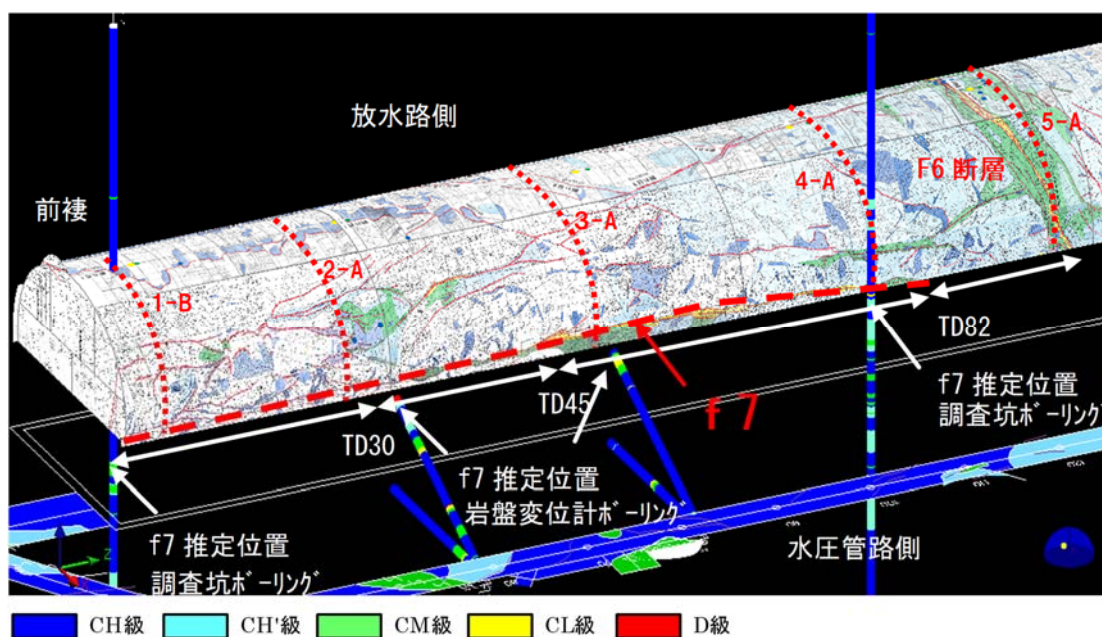 放水路側
前褄
1-B
2-A
3-A
4-A
F6 断層
5-A
TD30
TD45
TD82
f7
f7 推定位置
調査坑ボーリング
f7 推定位置
岩盤変位計ボーリング
f7 推定位置
調査坑ボーリング
水圧管路側
Z
CH級
CH'級
CM級
CL級
D級